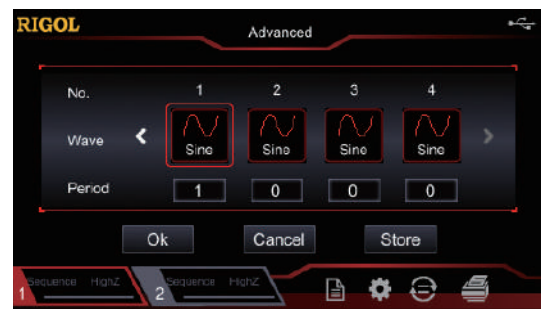 RIGOL
Advanced
No. 1 2 3 4
Wave Sine Sine Sine Sine
Period 1 0 0 0
Ok Cancel Store
1 Sequence HighZ 2 Sequence HighZ